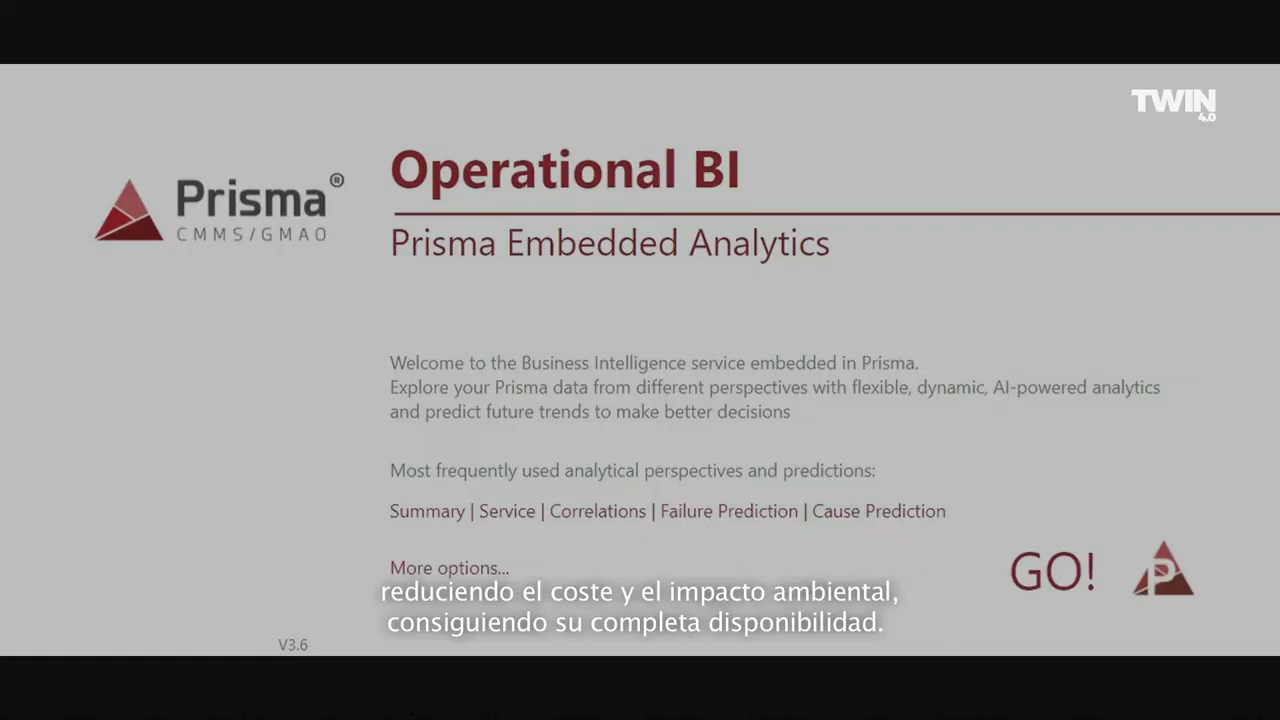 TWIN
4.0
Operational BI
Prisma®
CMMS/GMAO
Prisma Embedded Analytics
Welcome to the Business Intelligence service embedded in Prisma.
Explore your Prisma data from different perspectives with flexible, dynamic, AI-powered analytics
and predict future trends to make better decisions
Most frequently used analytical perspectives and predictions:
Summary | Service | Correlations | Failure Prediction | Cause Prediction
More options...
GO!
P
reduciendo el coste y el impacto ambiental,
consiguiendo su completa disponibilidad.
V3.6